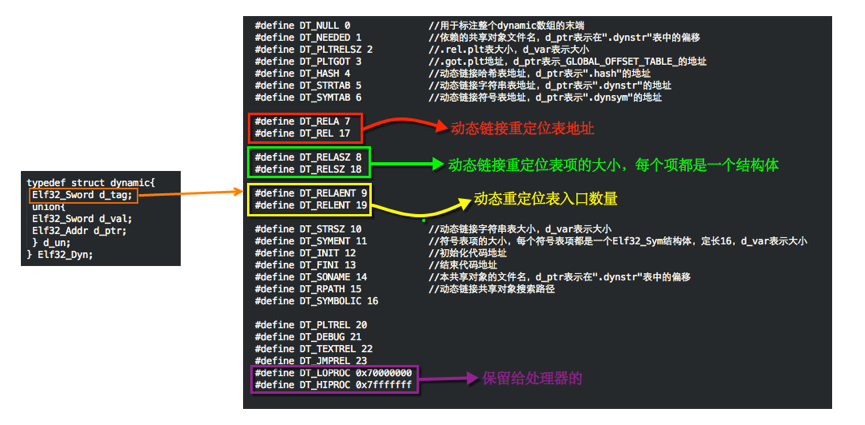 typedef struct dynamic{
Elf32_Sword d_tag;
union{
Elf32_Sword d_val;
Elf32_Addr d_ptr;
} d_un;
} Elf32_Dyn;
#define DT_NULL 0 //用于标注整个dynamic数组的末端
#define DT_NEEDED 1 //依赖的共享对象文件名，d_ptr表示在".dynstr"表中的偏移
#define DT_PLTRELSZ 2 //.rel.plt表大小，d_var表示大小
#define DT_PLTGOT 3 //.got.plt地址，d_ptr表示_GLOBAL_OFFSET_TABLE_的地址
#define DT_HASH 4 //动态链接哈希表地址，d_ptr表示".hash"的地址
#define DT_STRTAB 5 //动态链接字符串表地址，d_ptr表示".dynstr"的地址
#define DT_SYMTAB 6 //动态链接符号表地址，d_ptr表示".dynsym"的地址
#define DT_RELA 7
#define DT_REL 17
动态链接重定位表地址
#define DT_RELASZ 8
#define DT_RELSZ 18
动态链接重定位表项的大小，每个项都是一个结构体
#define DT_RELAENT 9
#define DT_RELENT 19
动态重定位表入口数量
#define DT_STRSZ 10 //动态链接字符串表大小，d_var表示大小
#define DT_SYMENT 11 //符号表项的大小，每个符号表项都是一个Elf32_Sym结构体，定长16，d_var表示大小
#define DT_INIT 12 //初始化代码地址
#define DT_FINI 13 //结束代码地址
#define DT_SONAME 14 //本共享对象的文件名，d_ptr表示在".dynstr"表中的偏移
#define DT_RPATH 15 //动态链接共享对象搜索路径
#define DT_SYMBOLIC 16
#define DT_PLTREL 20
#define DT_DEBUG 21
#define DT_TEXTREL 22
#define DT_JMPREL 23
#define DT_LOPROC 0x70000000
#define DT_HIPROC 0x7fffffff
保留给处理器的